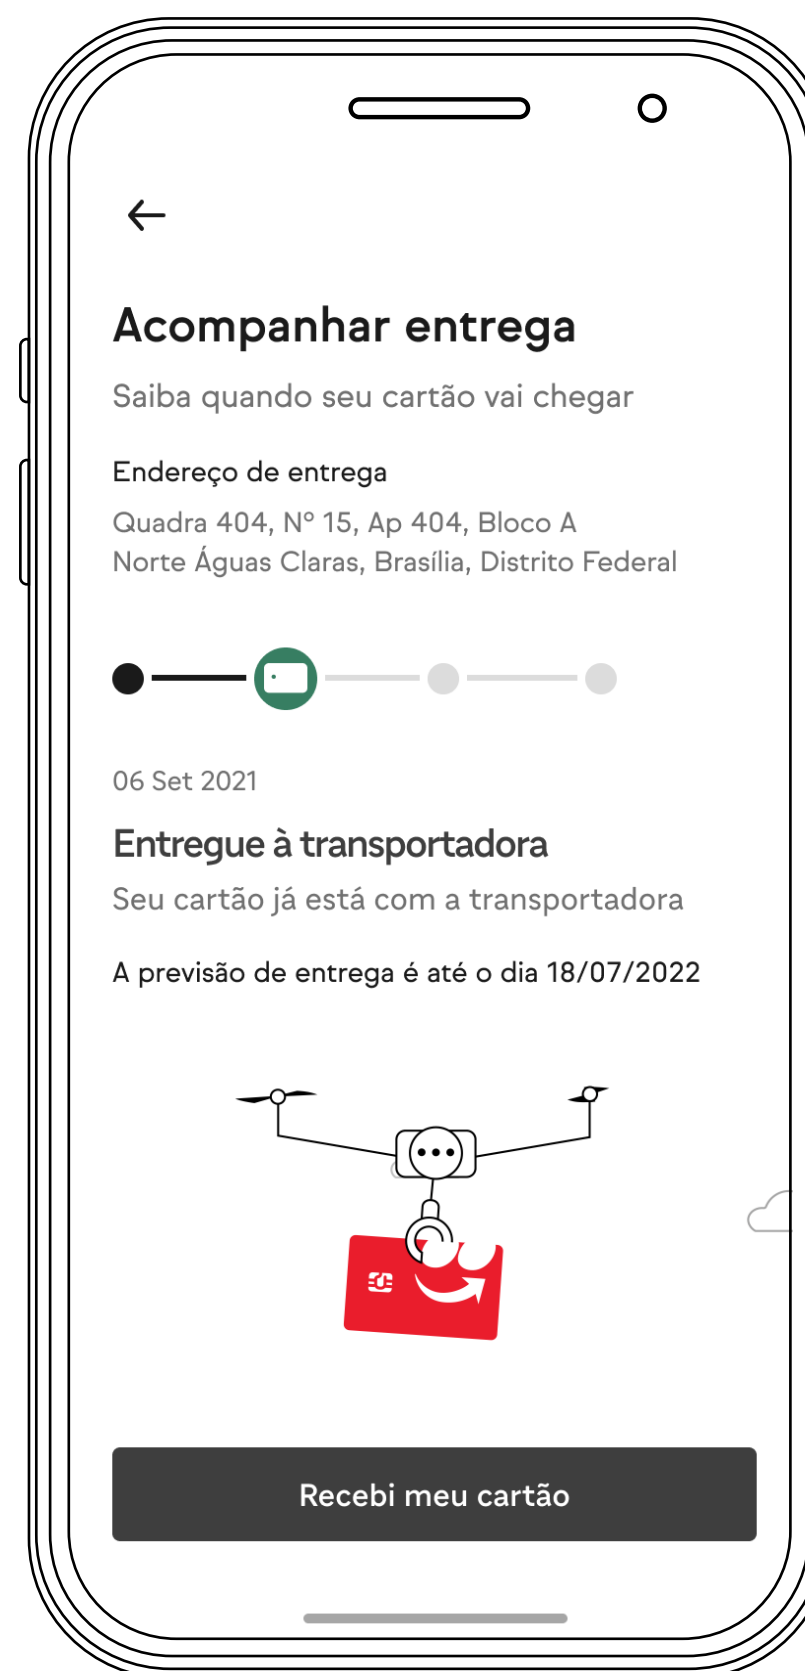 Acompanhar entrega
Saiba quando seu cartão vai chegar
Endereço de entrega
Quadra 404, Nº 15, Ap 404, Bloco A
Norte Águas Claras, Brasília, Distrito Federal
06 Set 2021
Entregue à transportadora
Seu cartão já está com a transportadora
A previsão de entrega é até o dia 18/07/2022
Recebi meu cartão